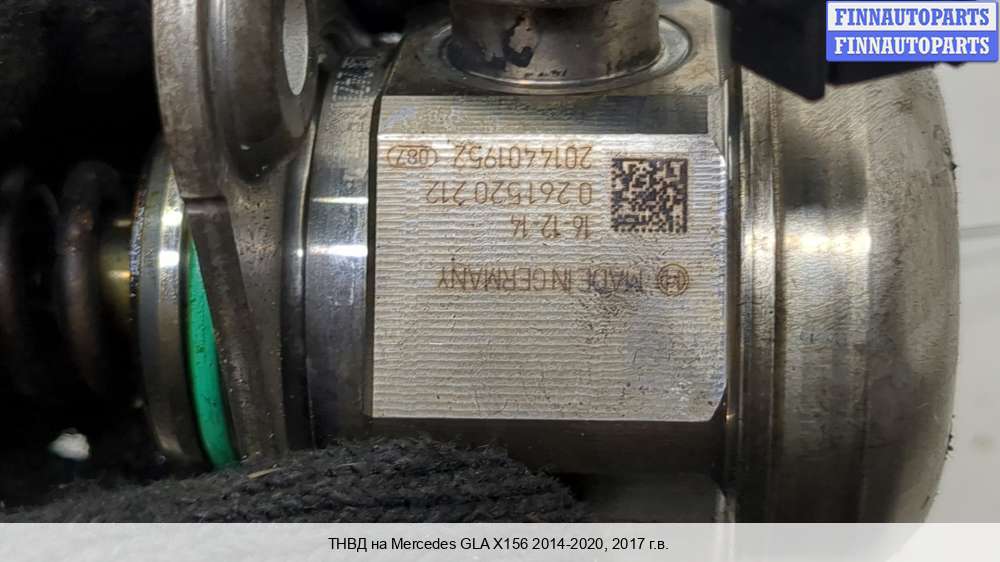 FINNAUTOPARTS
FINNAUTOPARTS
MADE IN GERMANY
16 12 14
0 261 520 212
2014401952 087
ТНВД на Mercedes GLA X156 2014-2020, 2017 г.в.